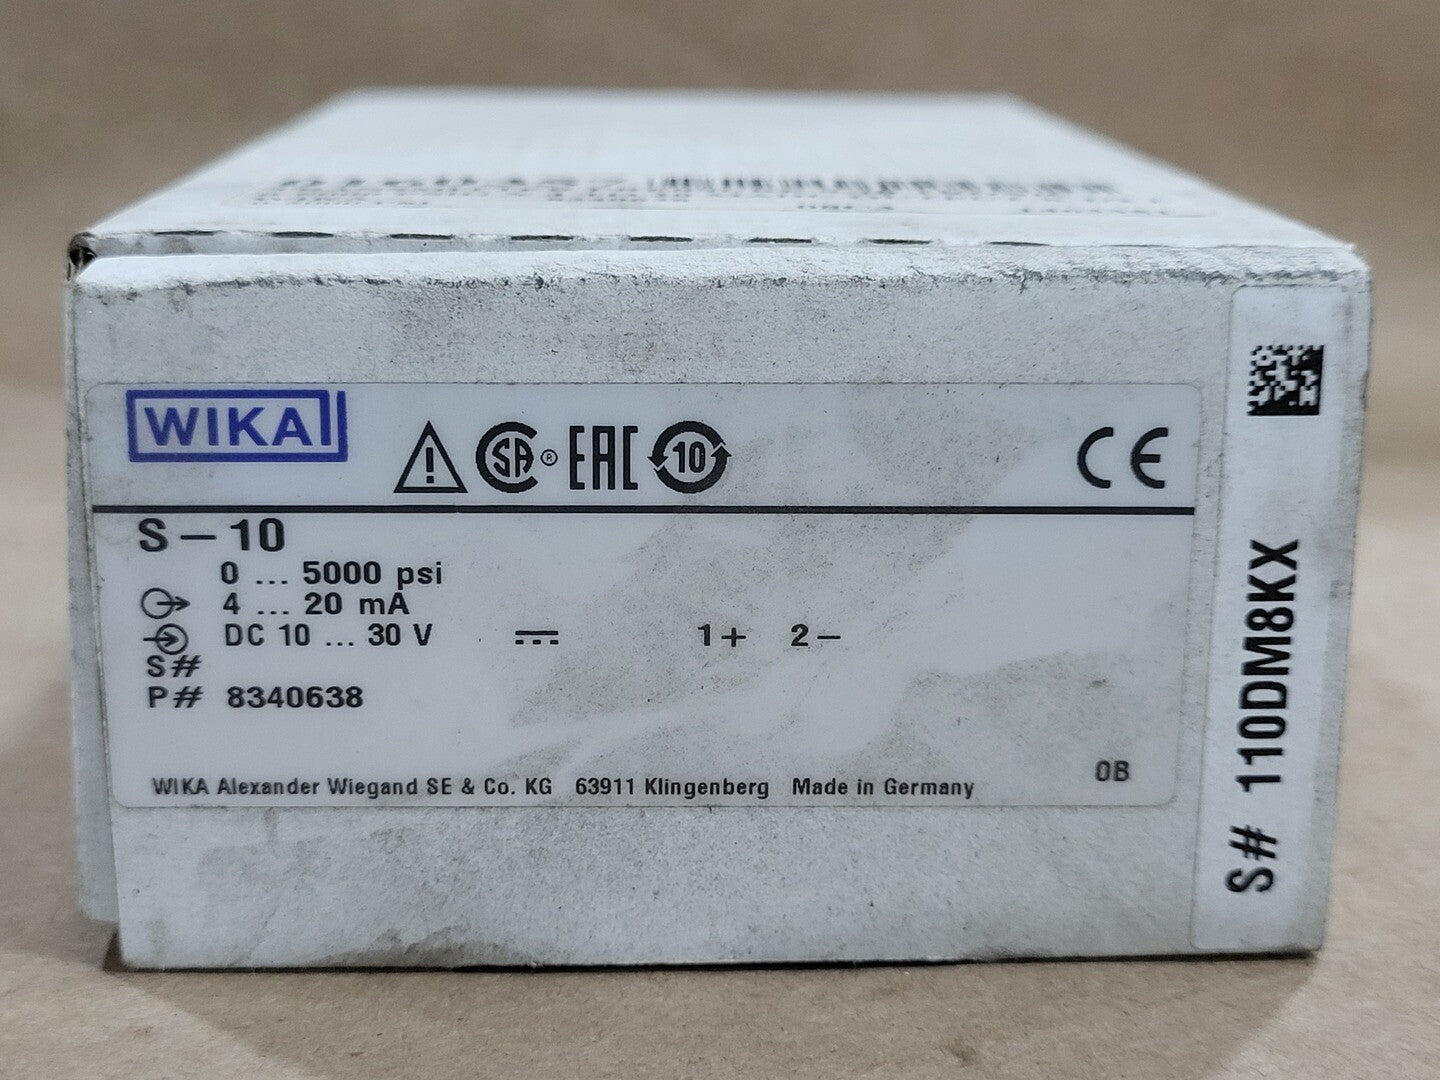 WIKA
CSA ® EAC 10 CE
S-10
0 ... 5000 psi
4 ... 20 mA
DC 10 ... 30 V 1+ 2-
S#
P# 8340638
WIKA Alexander Wiegand SE & Co. KG 63911 Klingenberg Made in Germany
0B
S# 110DM8KX